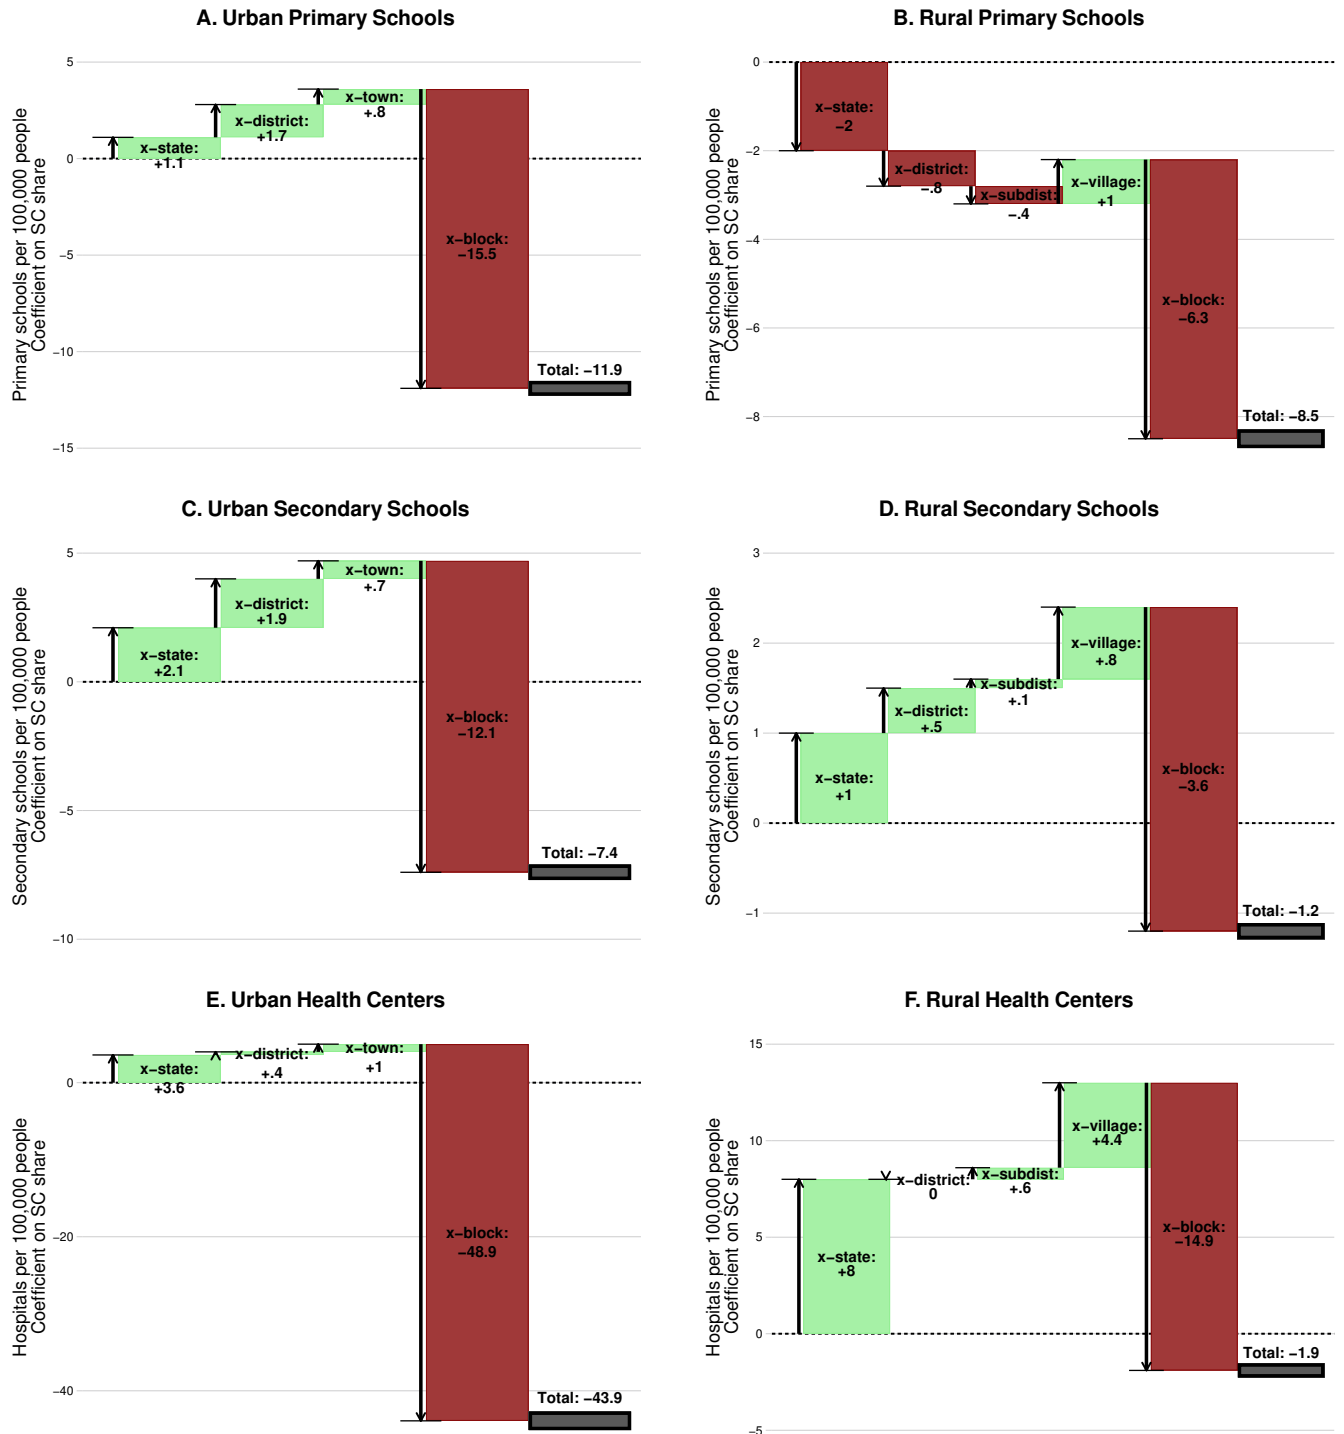 A. Urban Primary Schools
Primary schools per 100,000 people
Coefficient on SC share
5
0
−5
−10
−15
x−state:
+1.1
x−district:
+1.7
x−town:
+.8
x−block:
−15.5
Total: −11.9
B. Rural Primary Schools
Primary schools per 100,000 people
Coefficient on SC share
0
−2
−4
−6
−8
x−state:
−2
x−district:
−.8
x−subdist:
−.4
x−village:
+1
x−block:
−6.3
Total: −8.5
C. Urban Secondary Schools
Secondary schools per 100,000 people
Coefficient on SC share
5
0
−5
−10
x−state:
+2.1
x−district:
+1.9
x−town:
+.7
x−block:
−12.1
Total: −7.4
D. Rural Secondary Schools
Secondary schools per 100,000 people
Coefficient on SC share
3
2
1
0
−1
x−state:
+1
x−district:
+.5
x−subdist:
+.1
x−village:
+.8
x−block:
−3.6
Total: −1.2
E. Urban Health Centers
Hospitals per 100,000 people
Coefficient on SC share
0
−20
−40
x−state:
+3.6
x−district:
+.4
x−town:
+1
x−block:
−48.9
Total: −43.9
F. Rural Health Centers
Hospitals per 100,000 people
Coefficient on SC share
15
10
5
0
−5
x−state:
+8
x−district:
0
x−subdist:
+.6
x−village:
+4.4
x−block:
−14.9
Total: −1.9